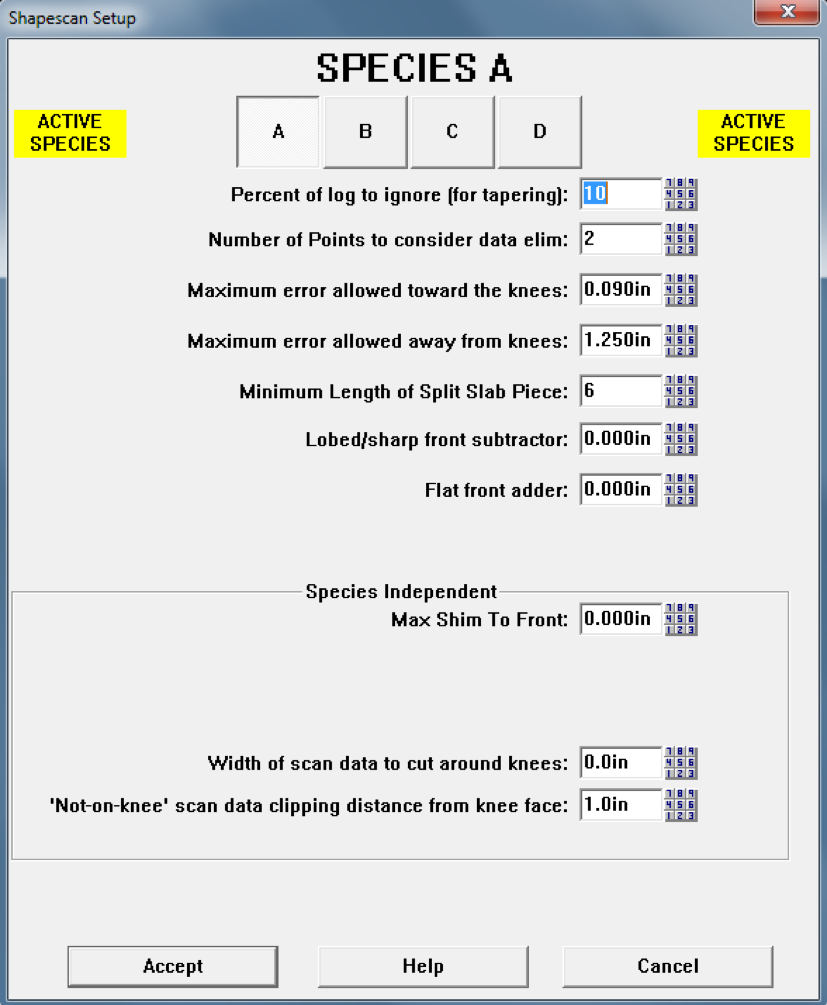 Shapescan Setup
SPECIES A
ACTIVE
SPECIES
A B C D
ACTIVE
SPECIES
Percent of log to ignore (for tapering): 10
Number of Points to consider data elim: 2
Maximum error allowed toward the knees: 0.090in
Maximum error allowed away from knees: 1.250in
Minimum Length of Split Slab Piece: 6
Lobed/sharp front subtractor: 0.000in
Flat front adder: 0.000in
Species Independent
Max Shim To Front: 0.000in
Width of scan data to cut around knees: 0.0in
'Not-on-knee' scan data clipping distance from knee face: 1.0in
Accept Help Cancel